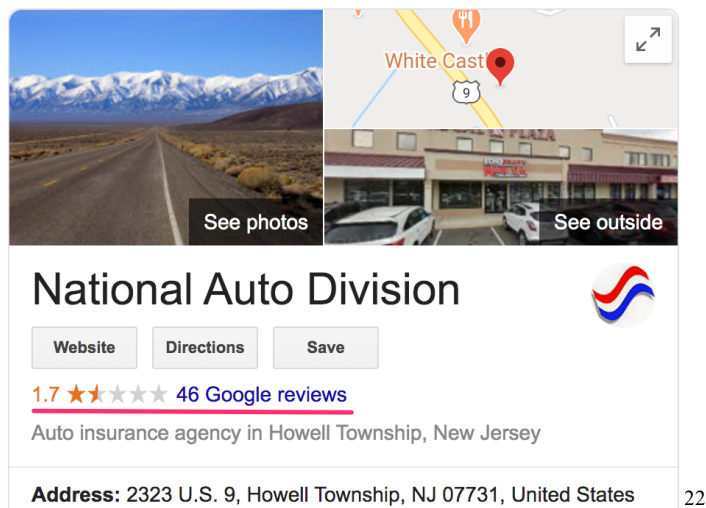 White Cast
9
See photos
See outside
National Auto Division
Website Directions Save
1.7 46 Google reviews
Auto insurance agency in Howell Township, New Jersey
Address: 2323 U.S. 9, Howell Township, NJ 07731, United States
22